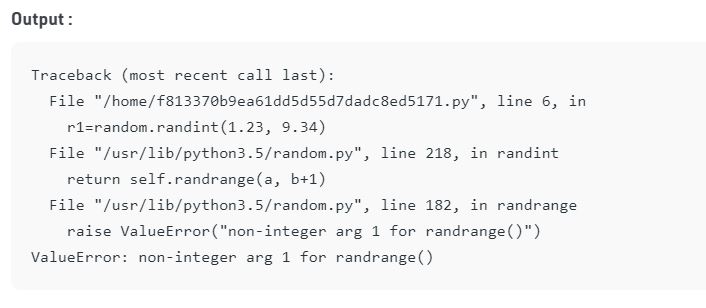 Output :
Traceback (most recent call last):
  File "/home/f813370b9ea61dd5d55d7dadc8ed5171.py", line 6, in
    r1=random.randint(1.23, 9.34)
  File "/usr/lib/python3.5/random.py", line 218, in randint
    return self.randrange(a, b+1)
  File "/usr/lib/python3.5/random.py", line 182, in randrange
    raise ValueError("non-integer arg 1 for randrange()")
ValueError: non-integer arg 1 for randrange()